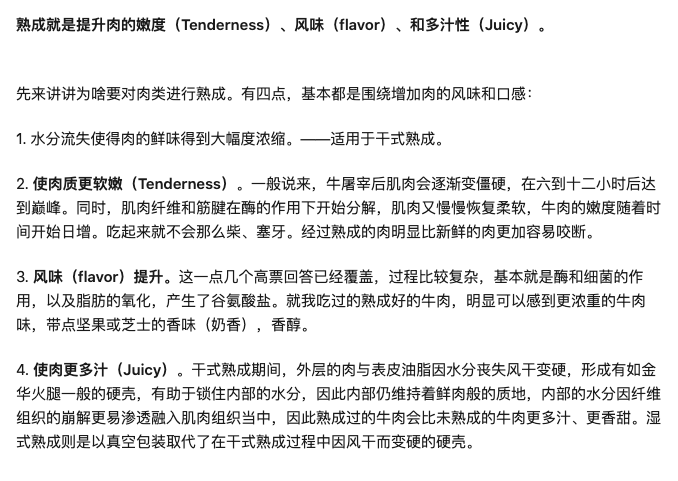 熟成就是提升肉的嫩度（Tenderness）、风味（flavor）、和多汁性（Juicy）。
先来讲讲为啥要对肉类进行熟成。有四点，基本都是围绕增加肉的风味和口感：
1. 水分流失使得肉的鲜味得到大幅度浓缩。——适用于干式熟成。
2. 使肉质更软嫩（Tenderness）。一般说来，牛屠宰后肌肉会逐渐变僵硬，在六到十二小时后达
到巅峰。同时，肌肉纤维和筋腱在酶的作用下开始分解，肌肉又慢慢恢复柔软，牛肉的嫩度随着时
间开始日增。吃起来就不会那么柴、塞牙。经过熟成的肉明显比新鲜的肉更加容易咬断。
3. 风味（flavor）提升。这一点几个高票回答已经覆盖，过程比较复杂，基本就是酶和细菌的作
用，以及脂肪的氧化，产生了谷氨酸盐。就我吃过的熟成好的牛肉，明显可以感到更浓重的牛肉
味，带点坚果或芝士的香味（奶香），香醇。
4. 使肉更多汁（Juicy）。干式熟成期间，外层的肉与表皮油脂因水分丧失风干变硬，形成有如金
华火腿一般的硬壳，有助于锁住内部的水分，因此内部仍维持着鲜肉般的质地，内部的水分因纤维
组织的崩解更易渗透融入肌肉组织当中，因此熟成过的牛肉会比未熟成的牛肉更多汁、更香甜。湿
式熟成则是以真空包装取代了在干式熟成过程中因风干而变硬的硬壳。